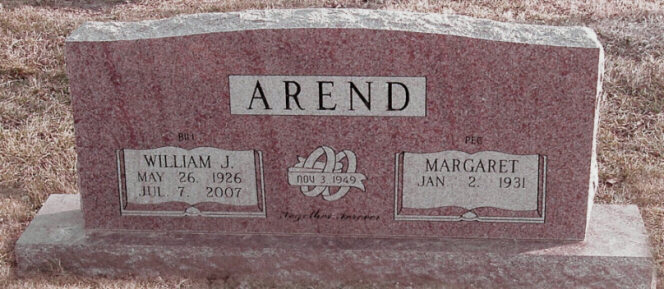 AREND
BILL
WILLIAM J.
MAY 26, 1926
JUL 7, 2007
NOV 3 1949
Together Forever
PEG
MARGARET
JAN 2, 1931